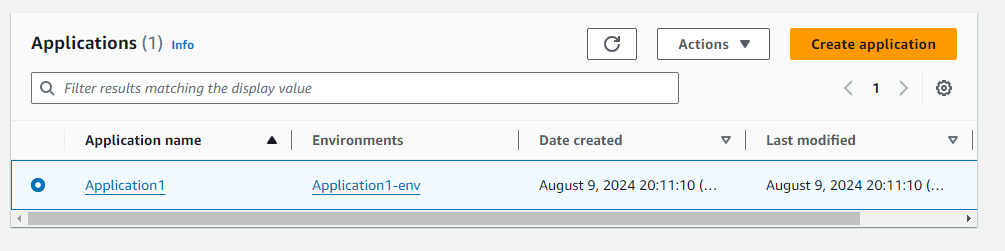 Applications (1) Info
Actions
Create application
Filter results matching the display value
1
Application name Environments Date created Last modified
Application1 Application1-env August 9, 2024 20:11:10 (... August 9, 2024 20:11:10 (...